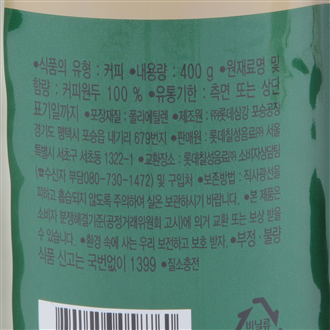 •식품의 유형 : 커피 •내용량 : 400 g •원재료명 및
함량 : 커피원두 100 % •유통기한 : 측면 또는 상단
표기일까지 •포장재질 : 폴리에틸렌 •제조원 : ㈜롯데칠성 포승공장
경기도 평택시 포승읍 내기리 679번지 •판매원 : 롯데칠성음료㈜ 서울
특별시 서초구 서초동 1322-1 •교환장소 : 롯데칠성음료㈜ 소비자상담팀
☎(수신자 부담080-730-1472) 및 구입처 •보존방법 : 직사광선을
피하고 흡습되지 않도록 주의하여 실온 보관하시기 바랍니다. •본 제품은
소비자 분쟁해결기준(공정거래위원회 고시)에 의거 교환 또는 보상 받을
수 있습니다. •환경 속에 사는 우리 보전하고 보호 받자. •부정·불량
식품 신고는 국번없이 1399 •질소충전
비닐류